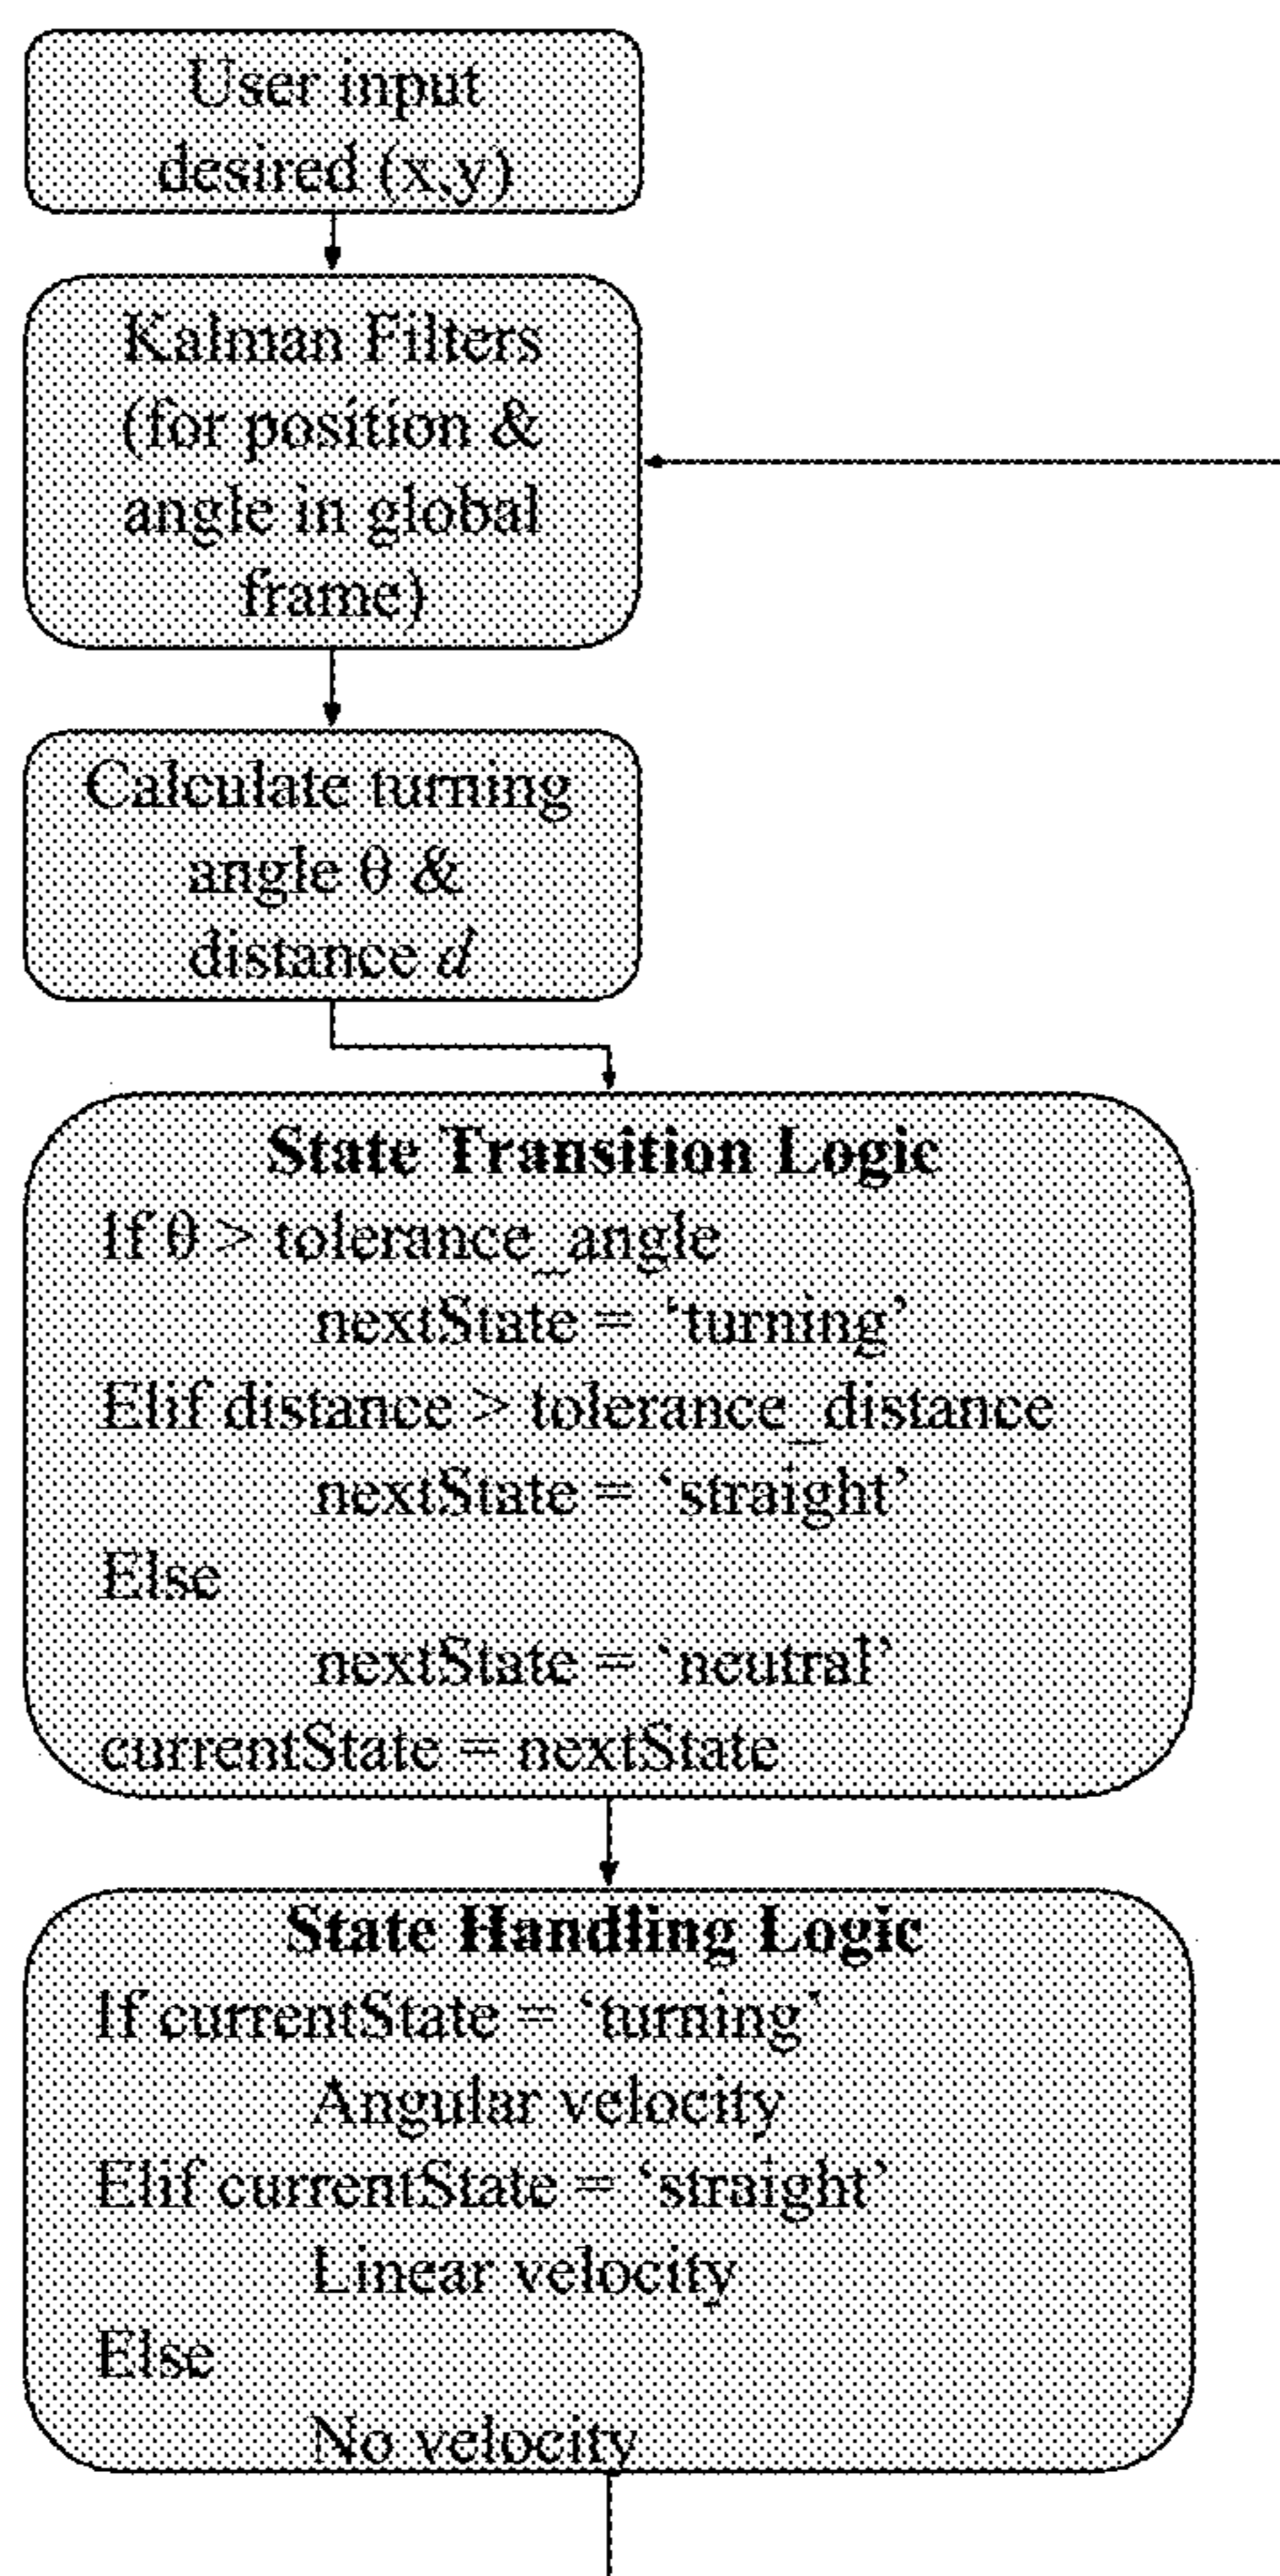 User input
desired (x,y)
Kalman Filters
(for position &
angle in global
frame)
Calculate turning
angle θ &
distance d
State Transition Logic
If θ > tolerance_angle
nextState = ‘turning’
Elif distance > tolerance_distance
nextState = ‘straight’
Else
nextState = ‘neutral’
currentState = nextState
State Handling Logic
If currentState = ‘turning’
Angular velocity
Elif currentState = ‘straight’
Linear velocity
Else
No velocity